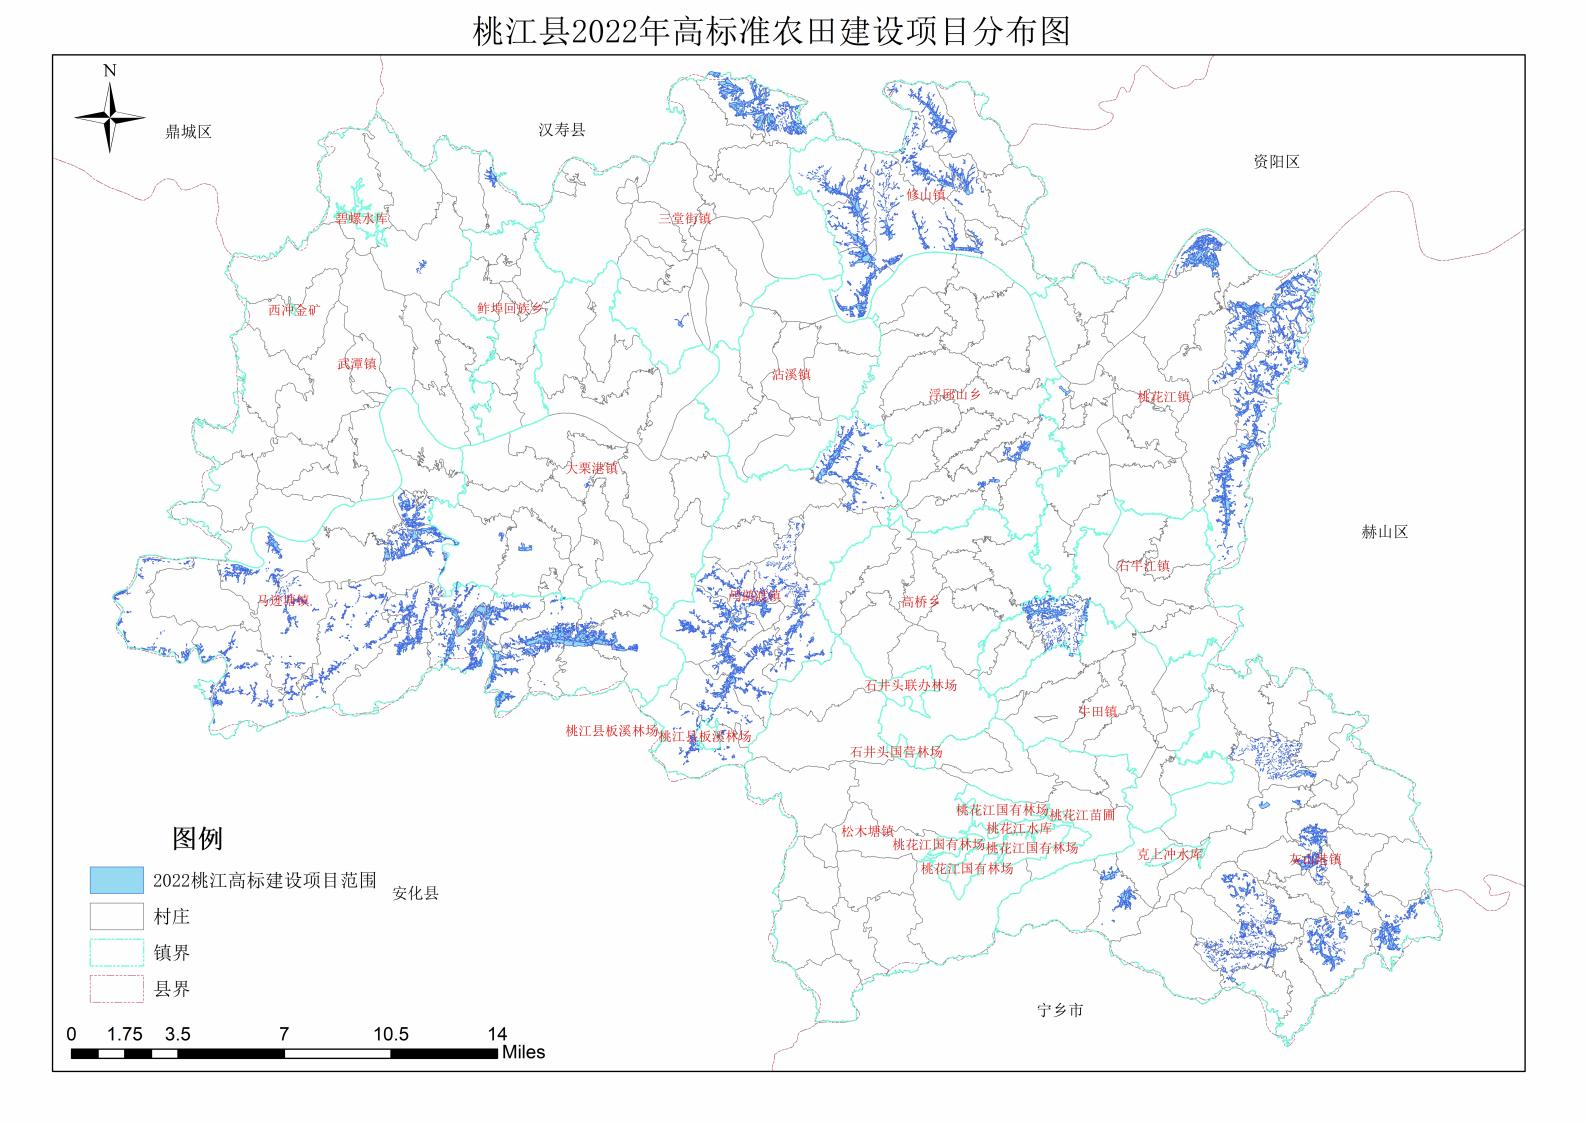 桃江县2022年高标准农田建设项目分布图
N
鼎城区
汉寿县
资阳区
修山镇
碧螺水库
三堂街镇
西冲金矿
鲊埠回族乡
武潭镇
沾溪镇
浮邱山乡
桃花江镇
大栗港镇
赫山区
石牛江镇
马迹塘镇
鸬鹚渡镇
高桥乡
石井头联办林场
牛田镇
桃江县板溪林场
桃江县板溪林场
石井头国营林场
桃花江国有林场
桃花江苗圃
松木塘镇
桃花江水库
桃花江国有林场
桃花江国有林场
克上冲水库
灰山港镇
桃花江国有林场
图例
2022桃江高标建设项目范围
安化县
村庄
镇界
县界
宁乡市
0 1.75 3.5 7 10.5 14
Miles